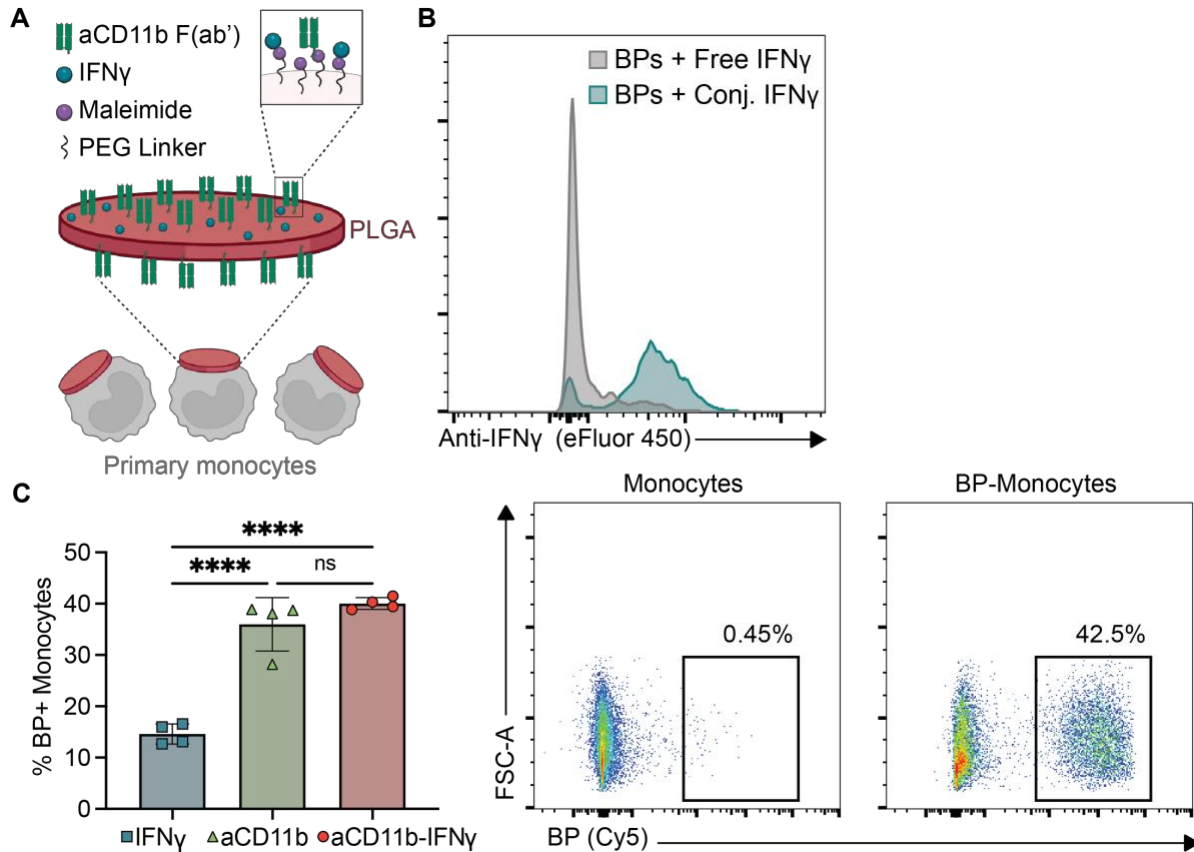 A
aCD11b F(ab')
IFNγ
Maleimide
PEG Linker
PLGA
Primary monocytes
B
BPs + Free IFNγ
BPs + Conj. IFNγ
Anti-IFNγ (eFluor 450)
C
% BP+ Monocytes
50
40
30
20
10
0
****
****
ns
IFNγ aCD11b aCD11b-IFNγ
Monocytes
BP-Monocytes
0.45%
42.5%
FSC-A
BP (Cy5)